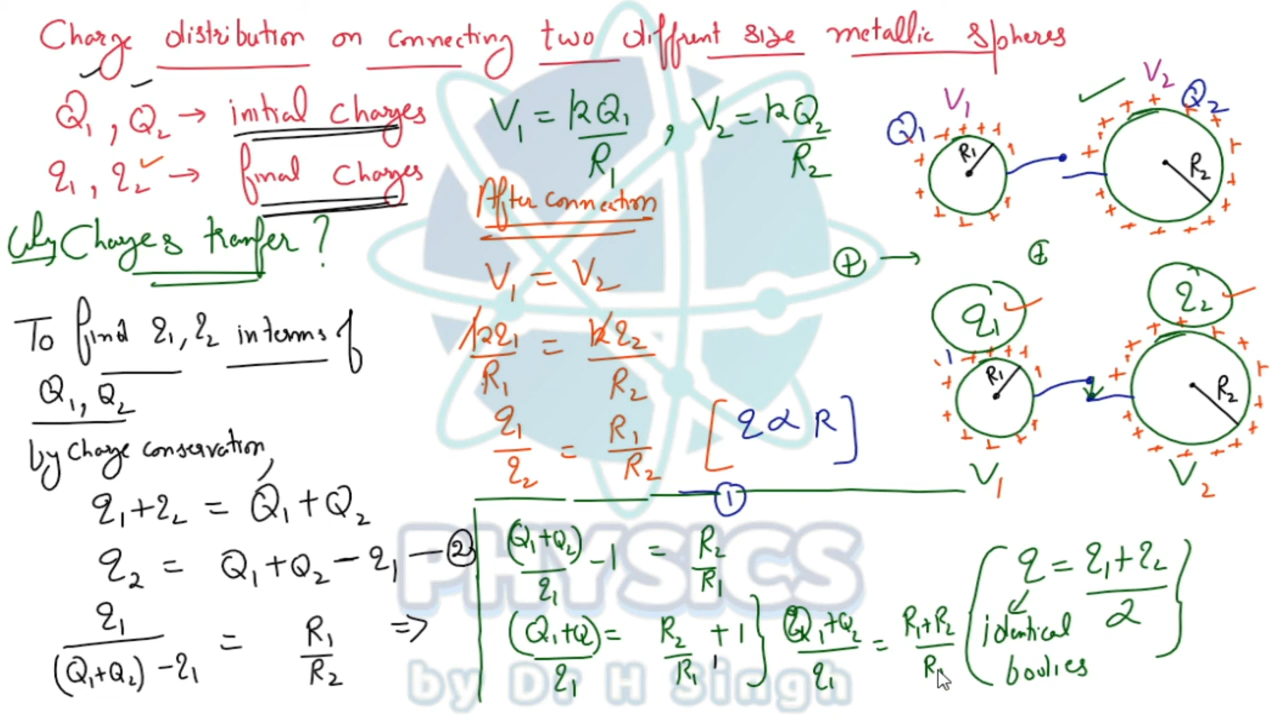 Charge distribution on connecting two diffrent size metallic spheres
Q₁, Q₂ → initial charges
q₁, q₂ → final charges
Why Charges tranfer ?
To find q₁, q₂ in terms of
Q₁, Q₂
by charge conservation,
q₁+q₂ = Q₁+Q₂
q₂ = Q₁+Q₂ - q₁ - ②
q₁/((Q₁+Q₂) - q₁) = R₁/R₂ ⇒
V₁ = kQ₁/R₁ , V₂ = kQ₂/R₂
After connection
V₁ = V₂
kq₁/R₁ = kq₂/R₂
q₁/q₂ = R₁/R₂ [q ∝ R]
①
(Q₁+Q₂)/q₁ - 1 = R₂/R₁
(Q₁+Q)/q₁ = R₂/R₁ + 1
Q₁+Q₂/q₁ = R₁+R₂/R₁
(q = q₁+q₂/2)
identical
bodies
V₁
V₂
Q₁
Q₂
R₁
R₂
q₁
q₂
R₁
R₂
V₁
V₂
PHYSICS
by Dr H Singh